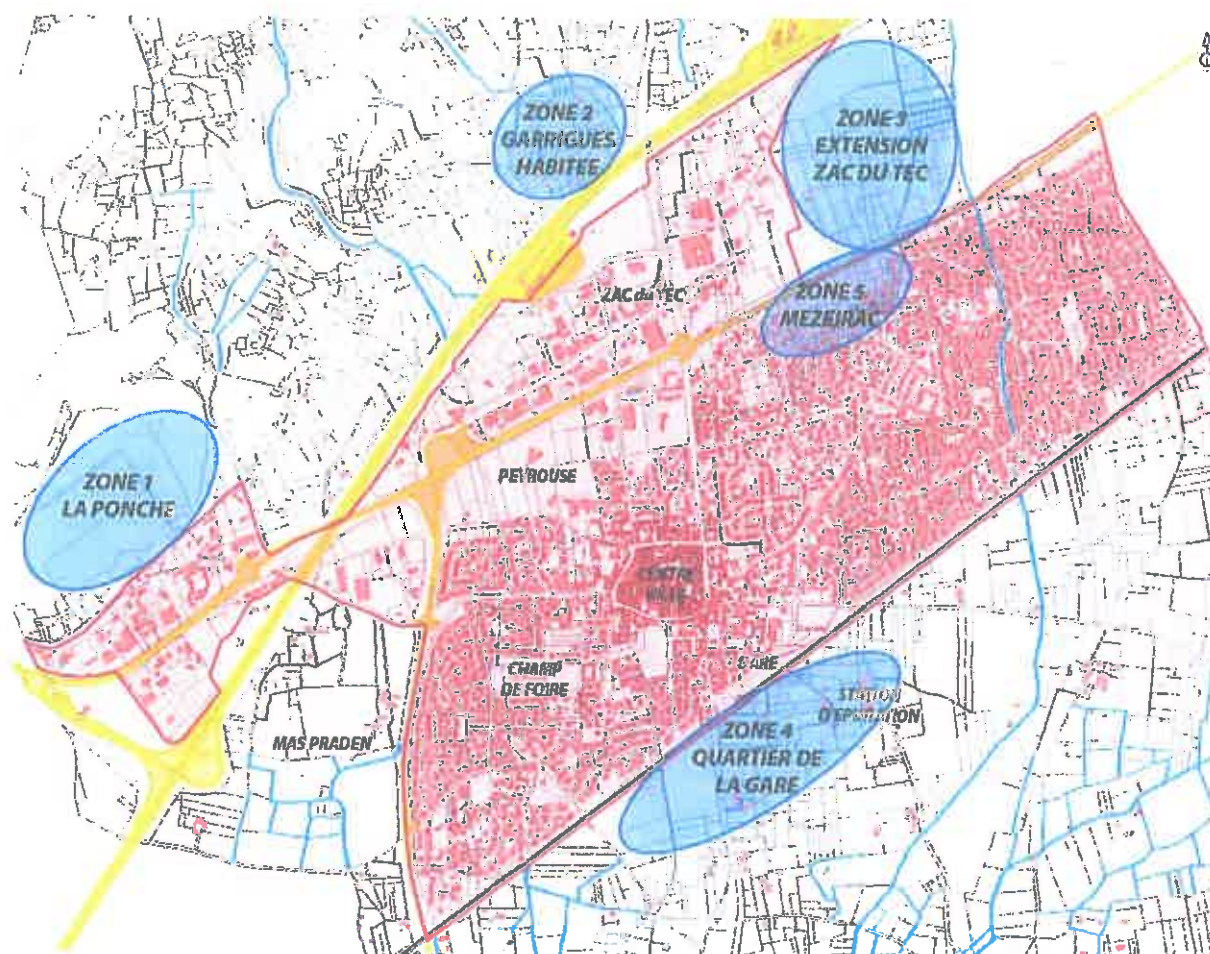 ZONE 2
GARRIGUES
HABITEE
ZONE 3
EXTENSION
ZAC DU TEC
ZAC du TEC
ZONE 5
MEZEIRAC
ZONE 1
LA PONCHE
PEYROUSE
CENTRE
VILLE
CHAMP
DE FOIRE
GARE
STATION
D'EPURATION
ZONE 4
QUARTIER DE
LA GARE
MAS PRADEN